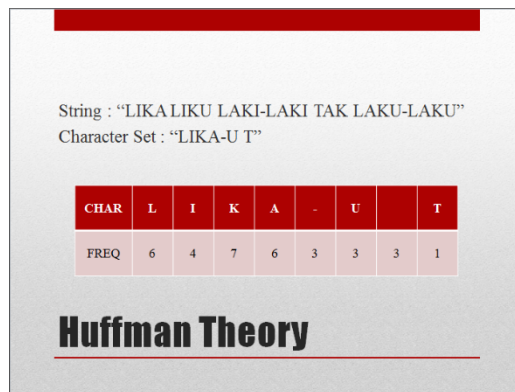 String : “LIKA LIKU LAKI-LAKI TAK LAKU-LAKU”
Character Set : “LIKA-U T”
CHAR L I K A - U T
FREQ 6 4 7 6 3 3 3 1
Huffman Theory